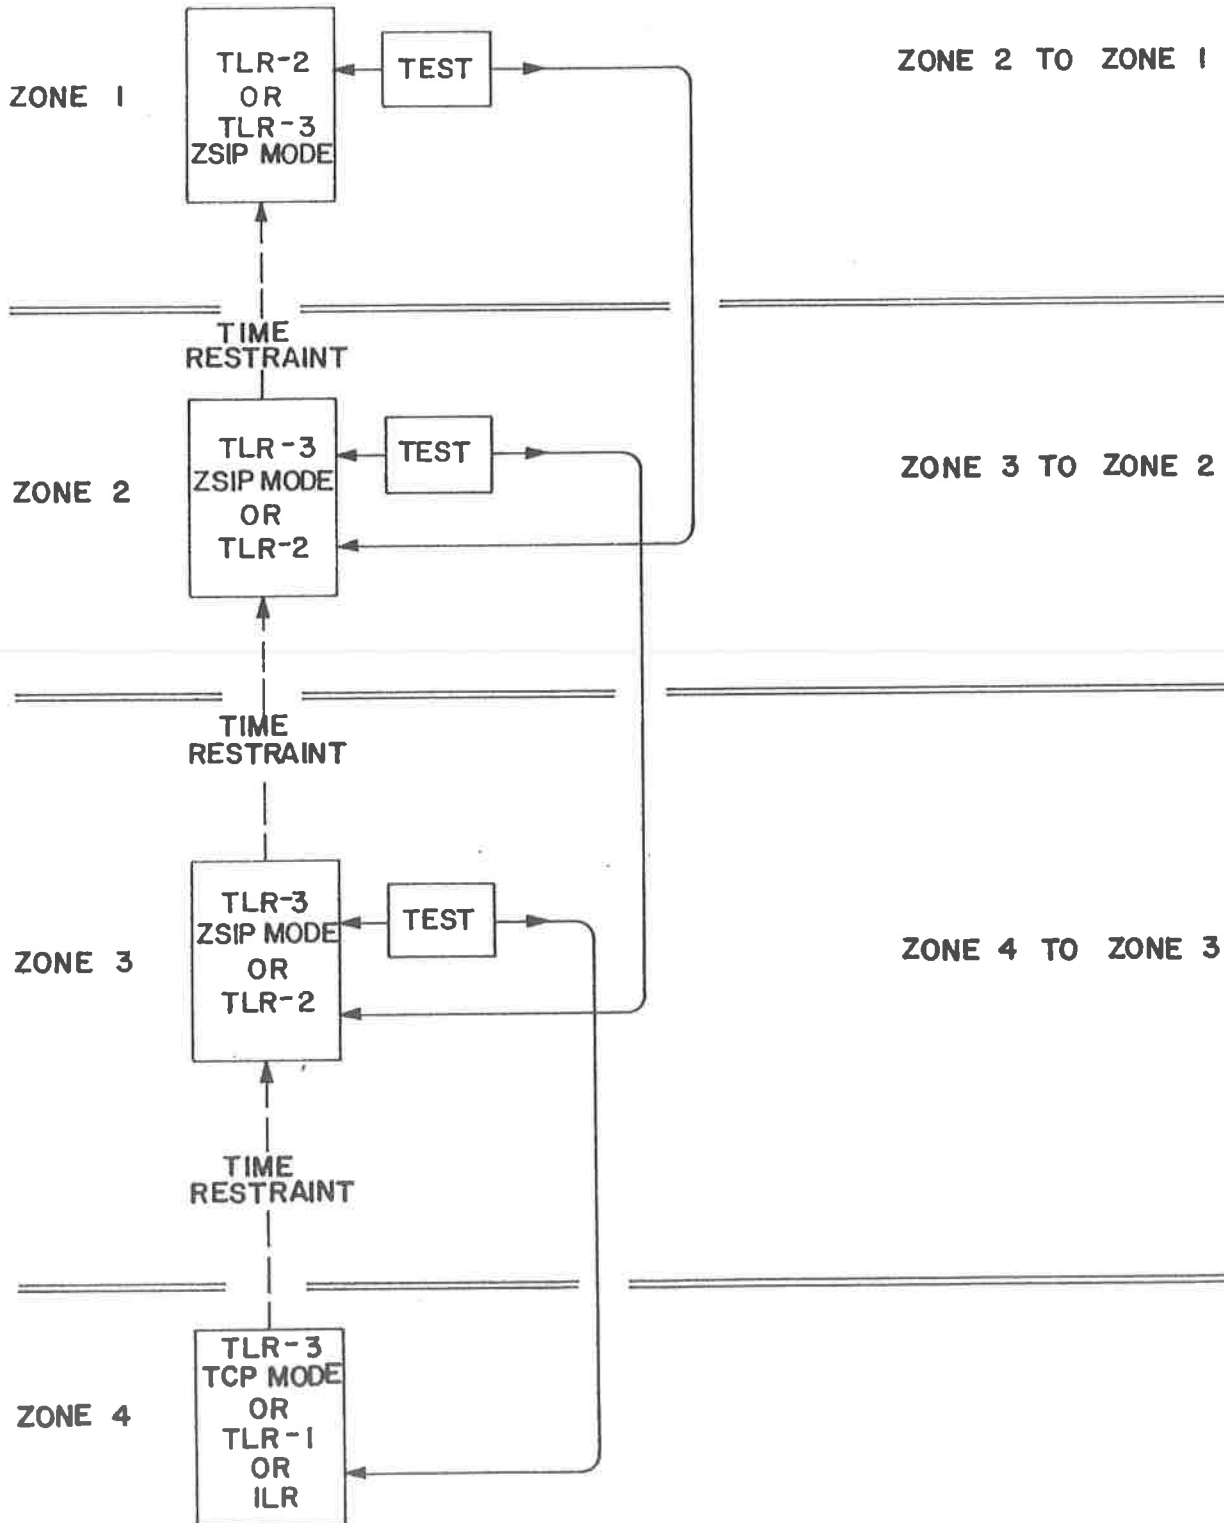 ZONE 1
TLR-2
OR
TLR-3
ZSIP MODE
TEST
ZONE 2 TO ZONE 1
TIME
RESTRAINT
ZONE 2
TLR-3
ZSIP MODE
OR
TLR-2
TEST
ZONE 3 TO ZONE 2
TIME
RESTRAINT
ZONE 3
TLR-3
ZSIP MODE
OR
TLR-2
TEST
ZONE 4 TO ZONE 3
TIME
RESTRAINT
ZONE 4
TLR-3
TCP MODE
OR
TLR-1
OR
ILR